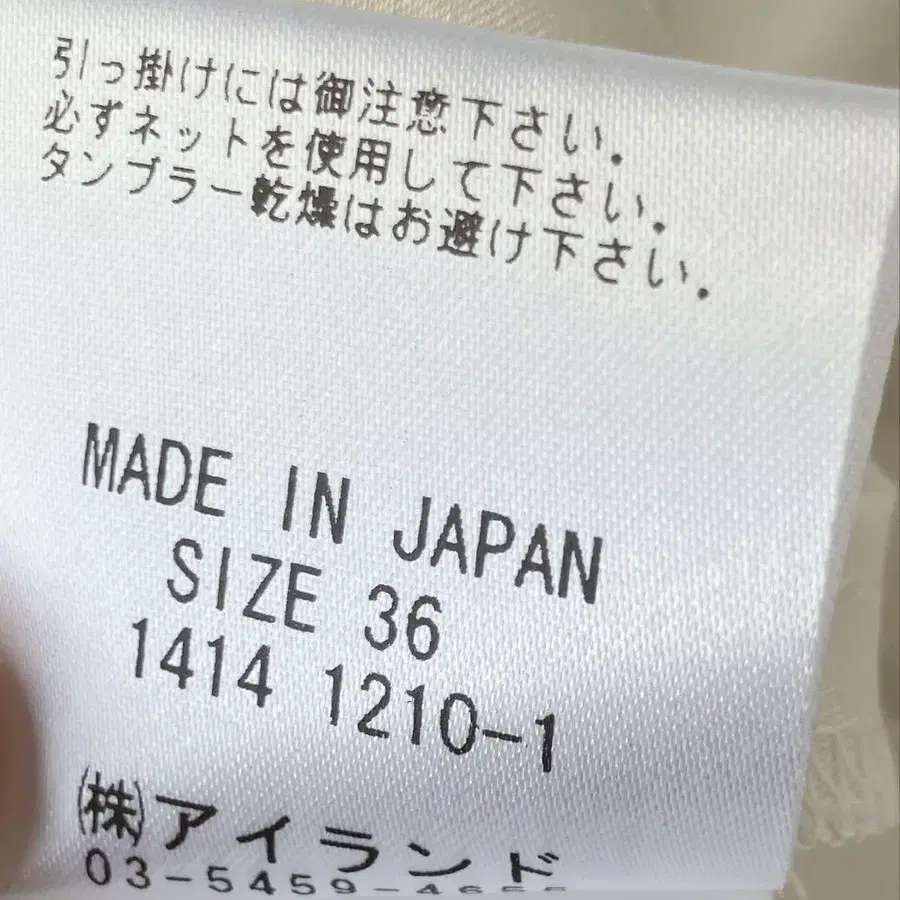 引っ掛けには御注意下さい.
必ずネットを使用して下さい.
タンブラー乾燥はお避け下さい.
MADE IN JAPAN
SIZE 36
1414 1210-1
(株)アイランド
03-5459-